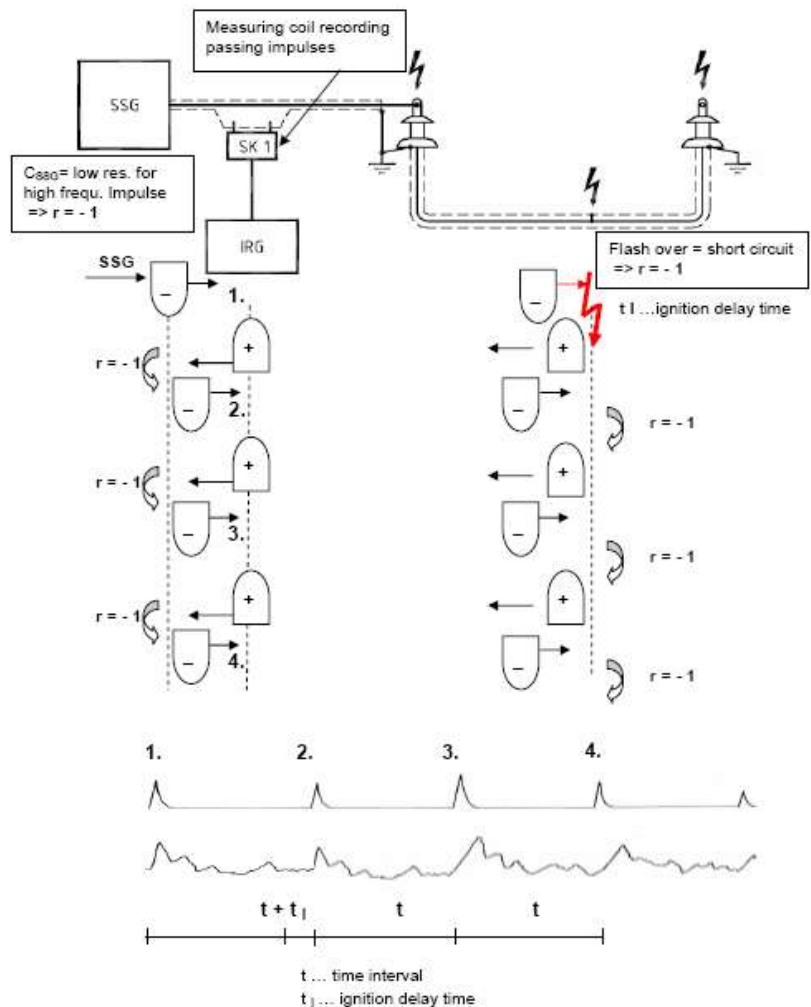 Measuring coil recording
passing impulses
SSG
SK 1
C SSG= low res. for
high frequ. Impulse
=> r = - 1
IRG
Flash over = short circuit
=> r = - 1
SSG
–
1.
–
t I ...ignition delay time
+
+
r = - 1
–
2.
–
r = - 1
+
+
r = - 1
–
3.
–
r = - 1
+
+
r = - 1
–
4.
–
r = - 1
1. 2. 3. 4.
t + t I t t
t ... time interval
t I ... ignition delay time